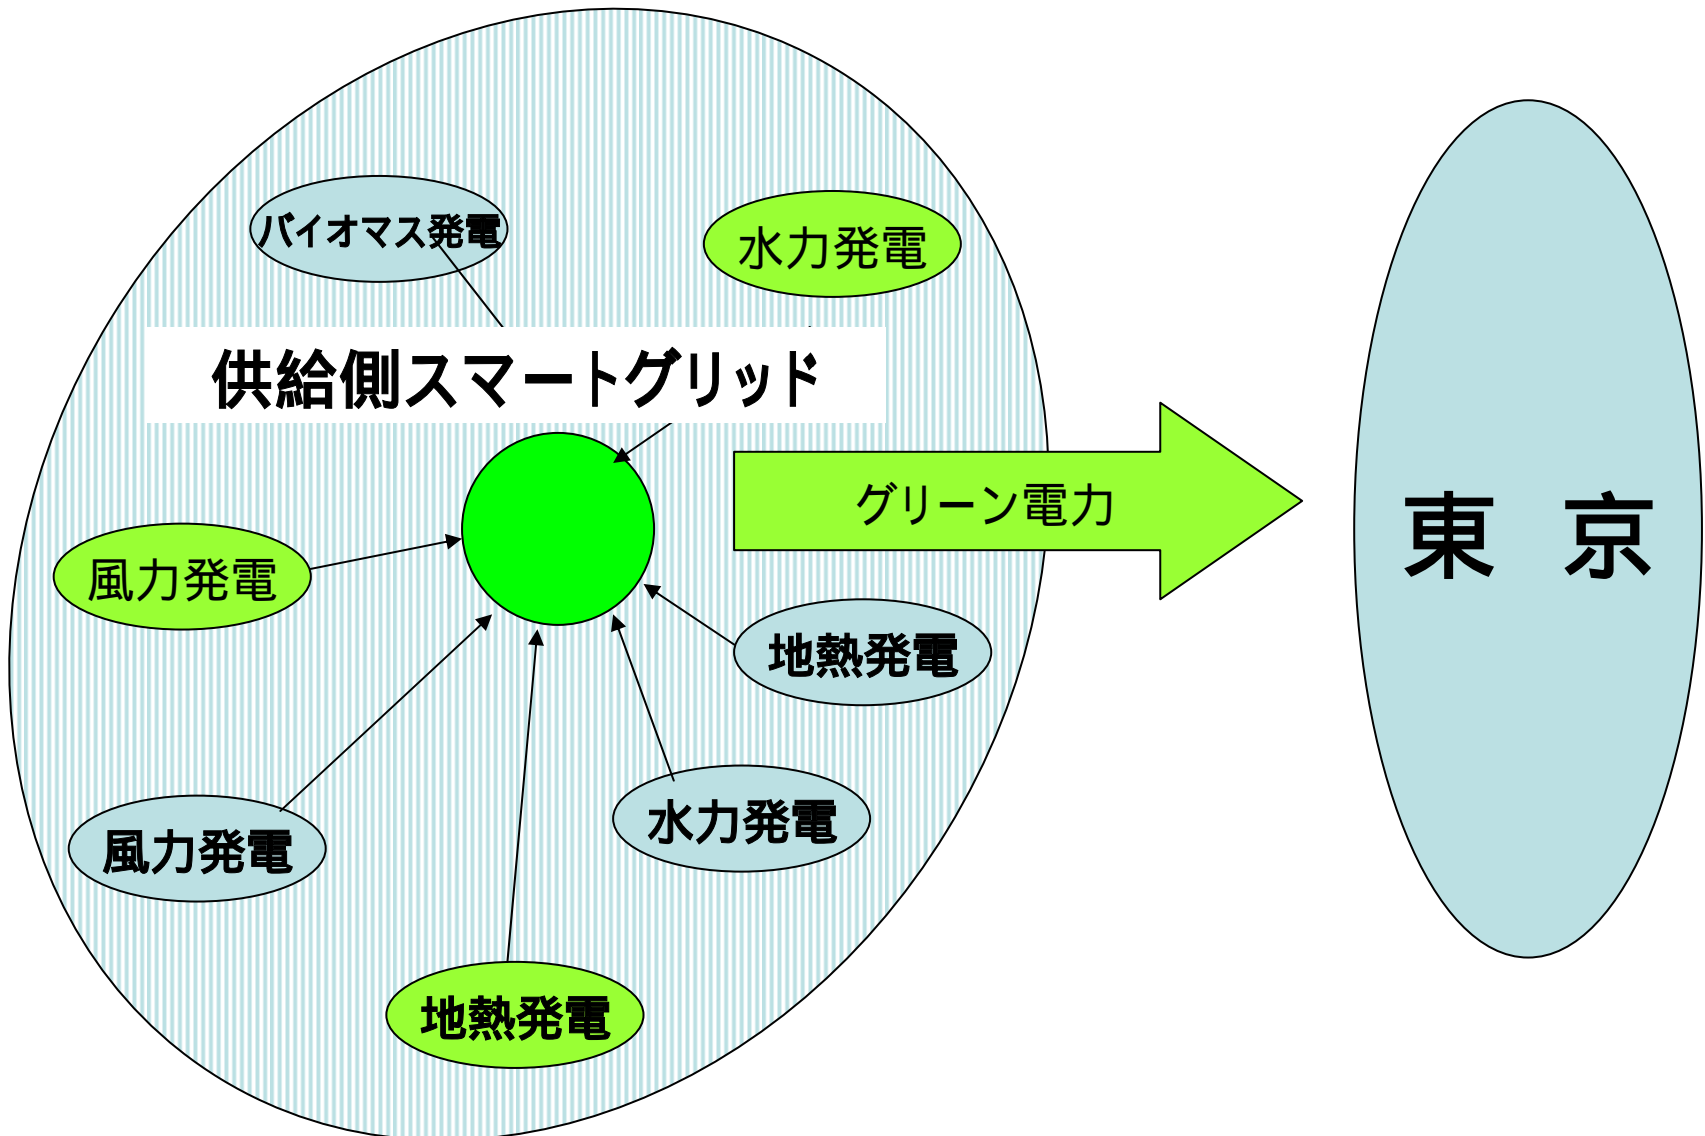 バイオマス発電
水力発電
供給側スマートグリッド
グリーン電力
東 京
風力発電
地熱発電
水力発電
風力発電
地熱発電